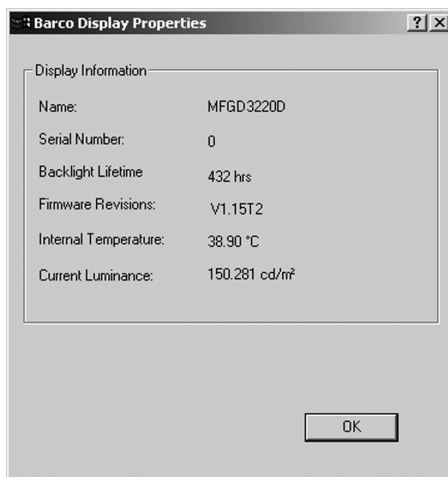 Barco Display Properties
Display Information
Name: MFGD3220D
Serial Number: 0
Backlight Lifetime 432 hrs
Firmware Revisions: V1.15T2
Internal Temperature: 38.90 °C
Current Luminance: 150.281 cd/m²
OK